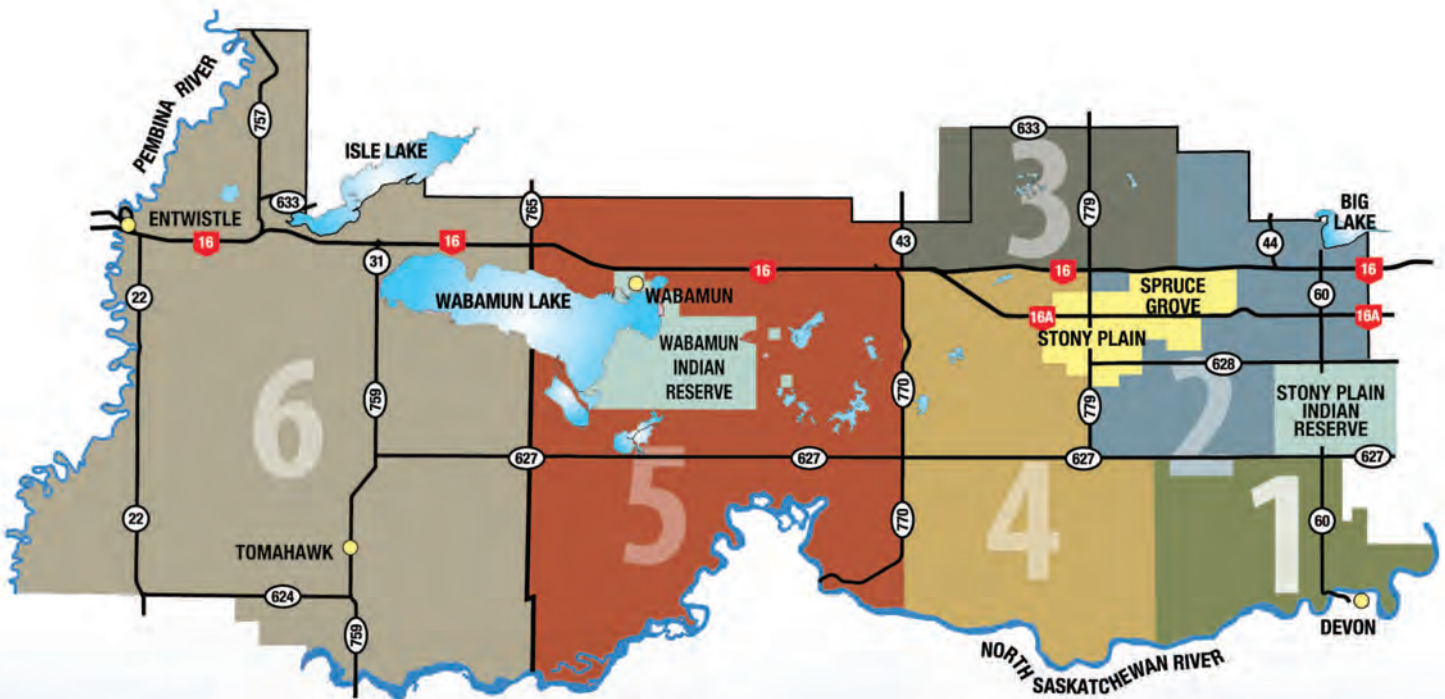 PEMBINA RIVER
757
ISLE LAKE
633
633
3
779
765
ENTWISTLE
16
16
31
43
BIG
LAKE
44
16
16
16
22
WABAMUN LAKE
WABAMUN
SPRUCE
GROVE
60
16A
16A
STONY PLAIN
WABAMUN
INDIAN
RESERVE
628
6
759
770
779
2
STONY PLAIN
INDIAN
RESERVE
627
627
627
627
22
5
770
4
1
60
TOMAHAWK
624
759
DEVON
NORTH
SASKATCHEWAN RIVER